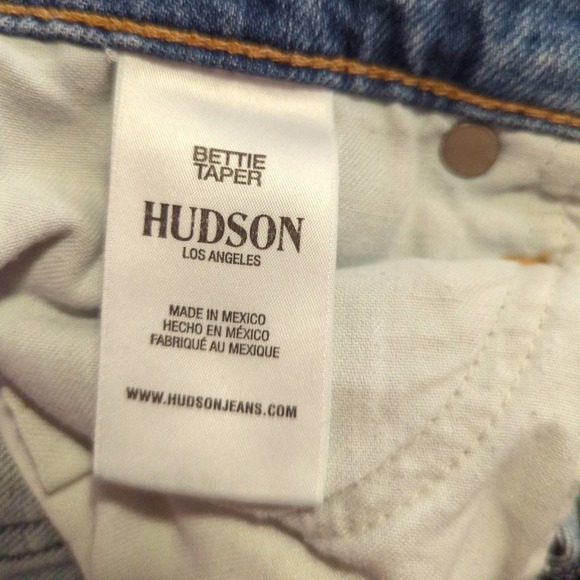 BETTIE
TAPER
HUDSON
LOS ANGELES
MADE IN MEXICO
HECHO EN MÉXICO
FABRIQUÉ AU MEXIQUE
WWW.HUDSONJEANS.COM